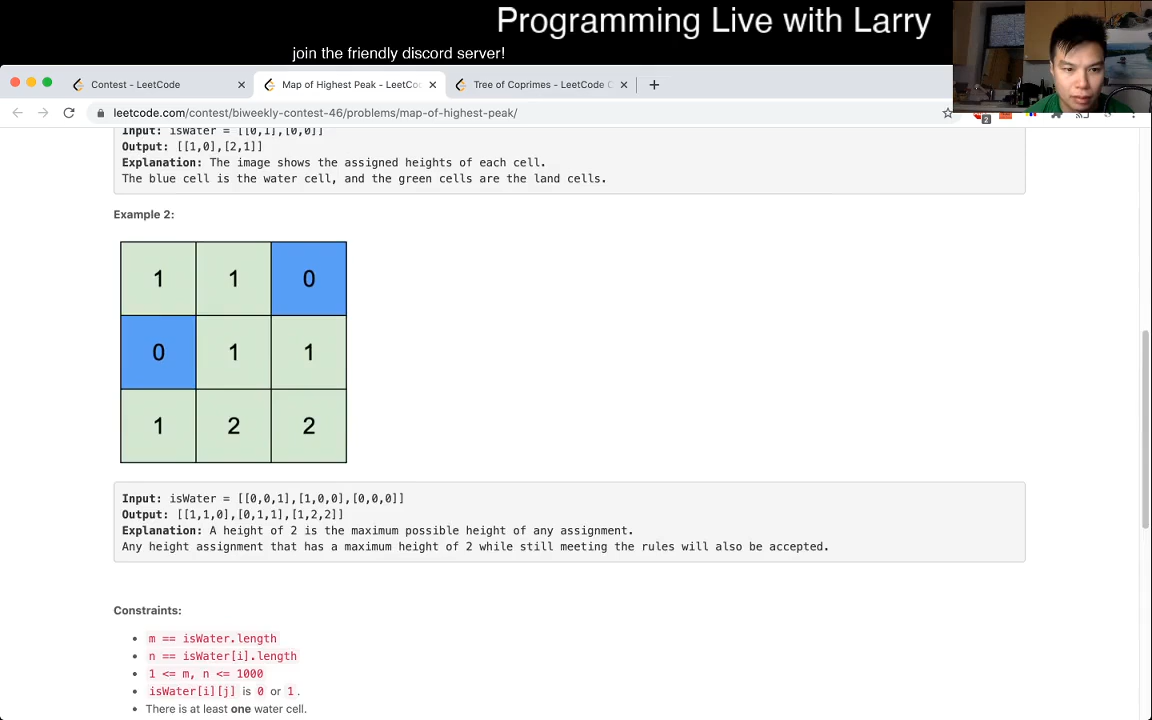 Programming Live with Larry
join the friendly discord server!
Contest - LeetCode
Map of Highest Peak - LeetCo
Tree of Coprimes - LeetCode
leetcode.com/contest/biweekly-contest-46/problems/map-of-highest-peak/
2
Input: isWater = [[0,1],[0,0]]
Output: [[1,0],[2,1]]
Explanation: The image shows the assigned heights of each cell.
The blue cell is the water cell, and the green cells are the land cells.
Example 2:
1 1 0
0 1 1
1 2 2
Input: isWater = [[0,0,1],[1,0,0],[0,0,0]]
Output: [[1,1,0],[0,1,1],[1,2,2]]
Explanation: A height of 2 is the maximum possible height of any assignment.
Any height assignment that has a maximum height of 2 while still meeting the rules will also be accepted.
Constraints:
• m == isWater.length
• n == isWater[i].length
• 1 <= m, n <= 1000
• isWater[i][j] is 0 or 1.
• There is at least one water cell.